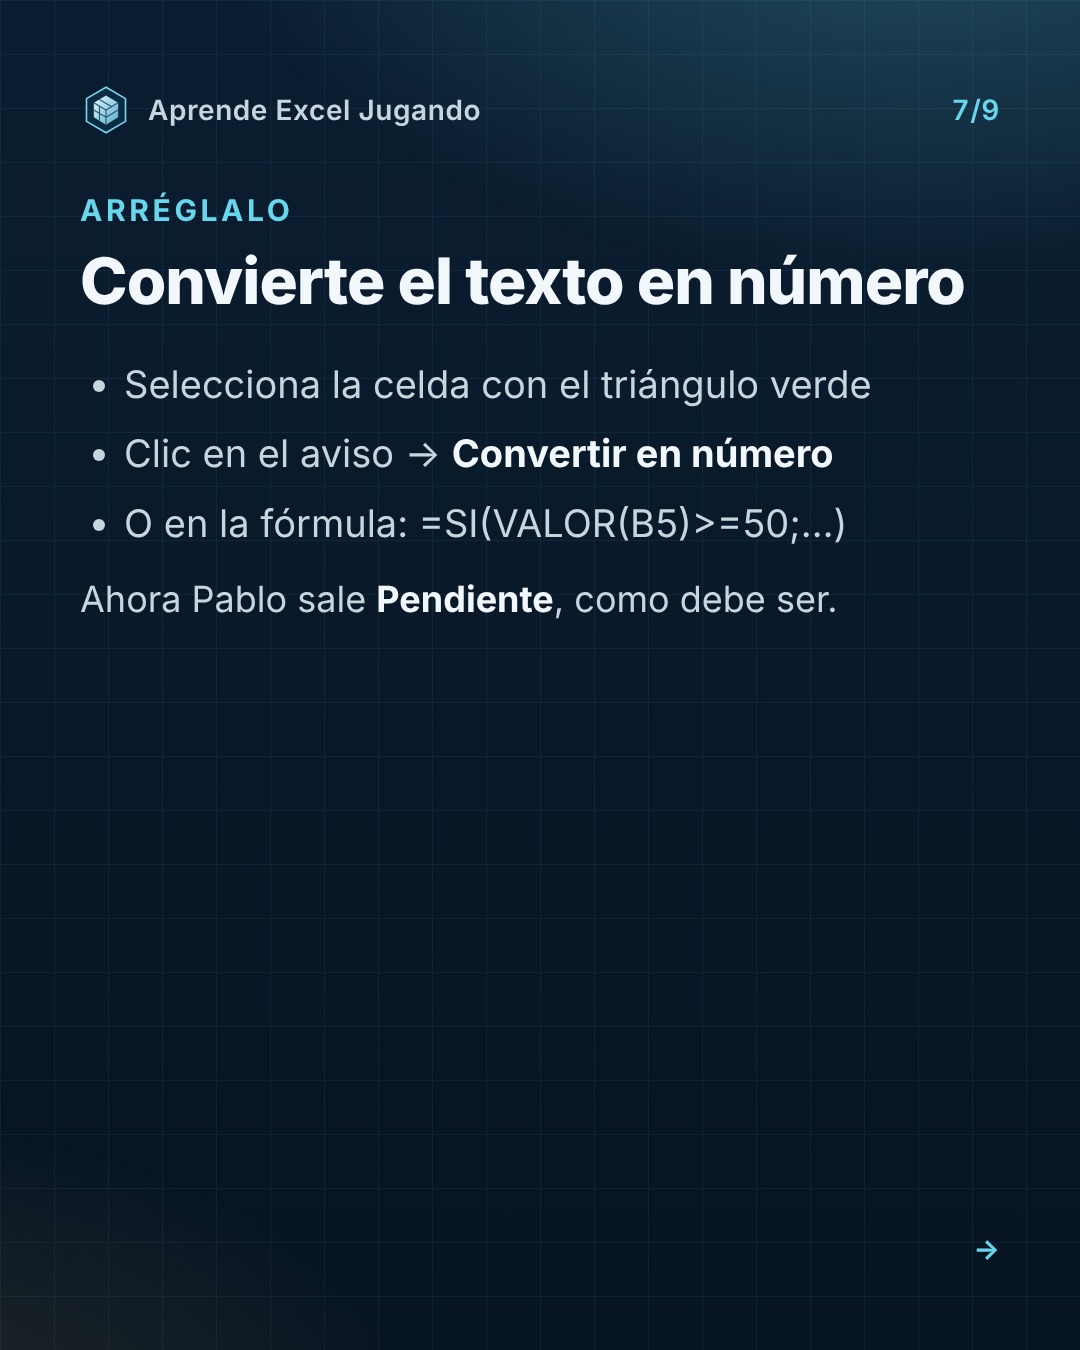 Aprende Excel Jugando
7/9
ARRÉGLALO
Convierte el texto en número
• Selecciona la celda con el triángulo verde
• Clic en el aviso → Convertir en número
• O en la fórmula: =SI(VALOR(B5)>=50;...)
Ahora Pablo sale Pendiente, como debe ser.
→